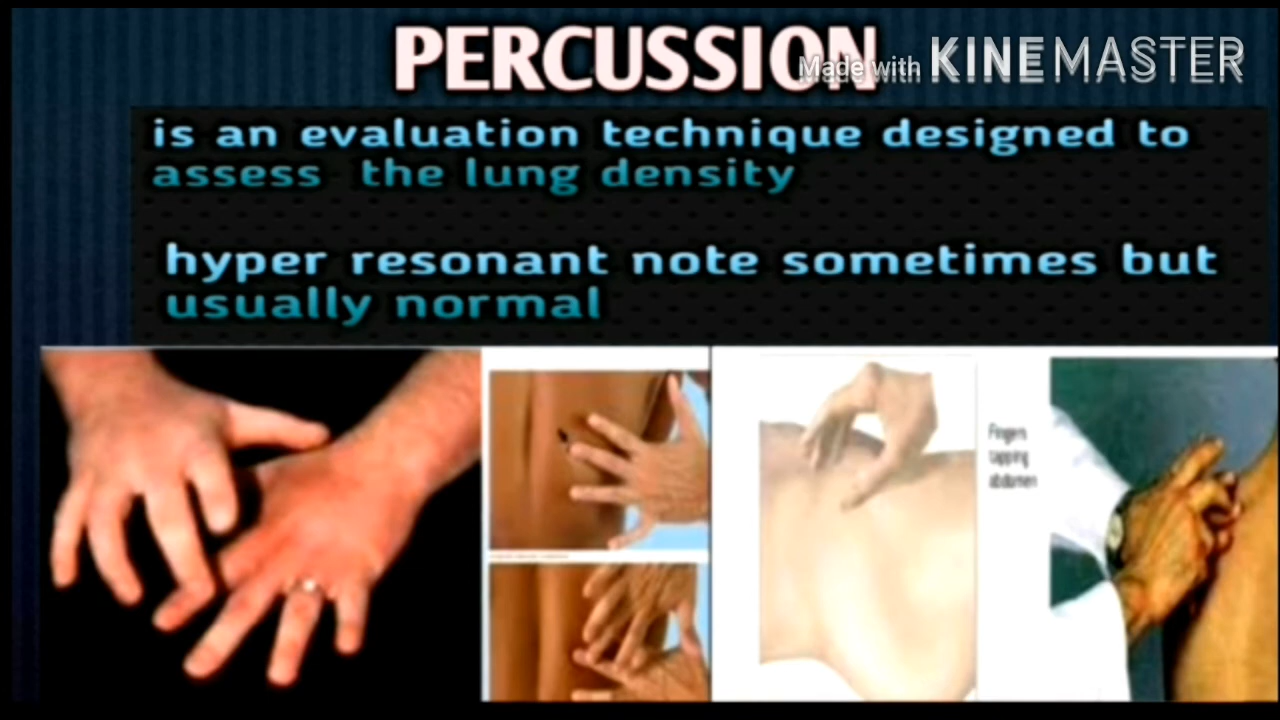 PERCUSSION
Made with KINEMASTER
is an evaluation technique designed to
assess the lung density
hyper resonant note sometimes but
usually normal
Fingers
tapping
abdomen